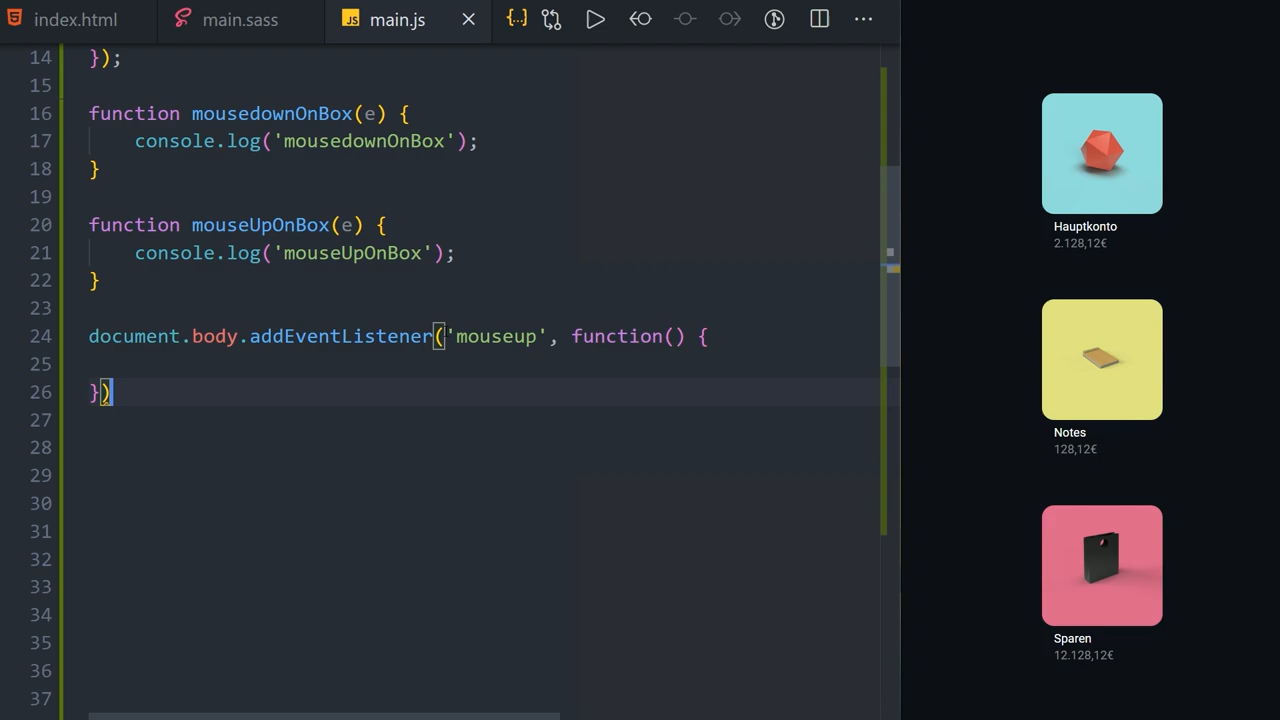 index.html
main.sass
JS main.js
14 });
15
16 function mousedownOnBox(e) {
17 console.log('mousedownOnBox');
18 }
19
20 function mouseUpOnBox(e) {
21 console.log('mouseUpOnBox');
22 }
23
24 document.body.addEventListener('mouseup', function() {
25
26 })
27
28
29
30
31
32
33
34
35
36
37
Hauptkonto
2.128,12€
Notes
128,12€
Sparen
12.128,12€